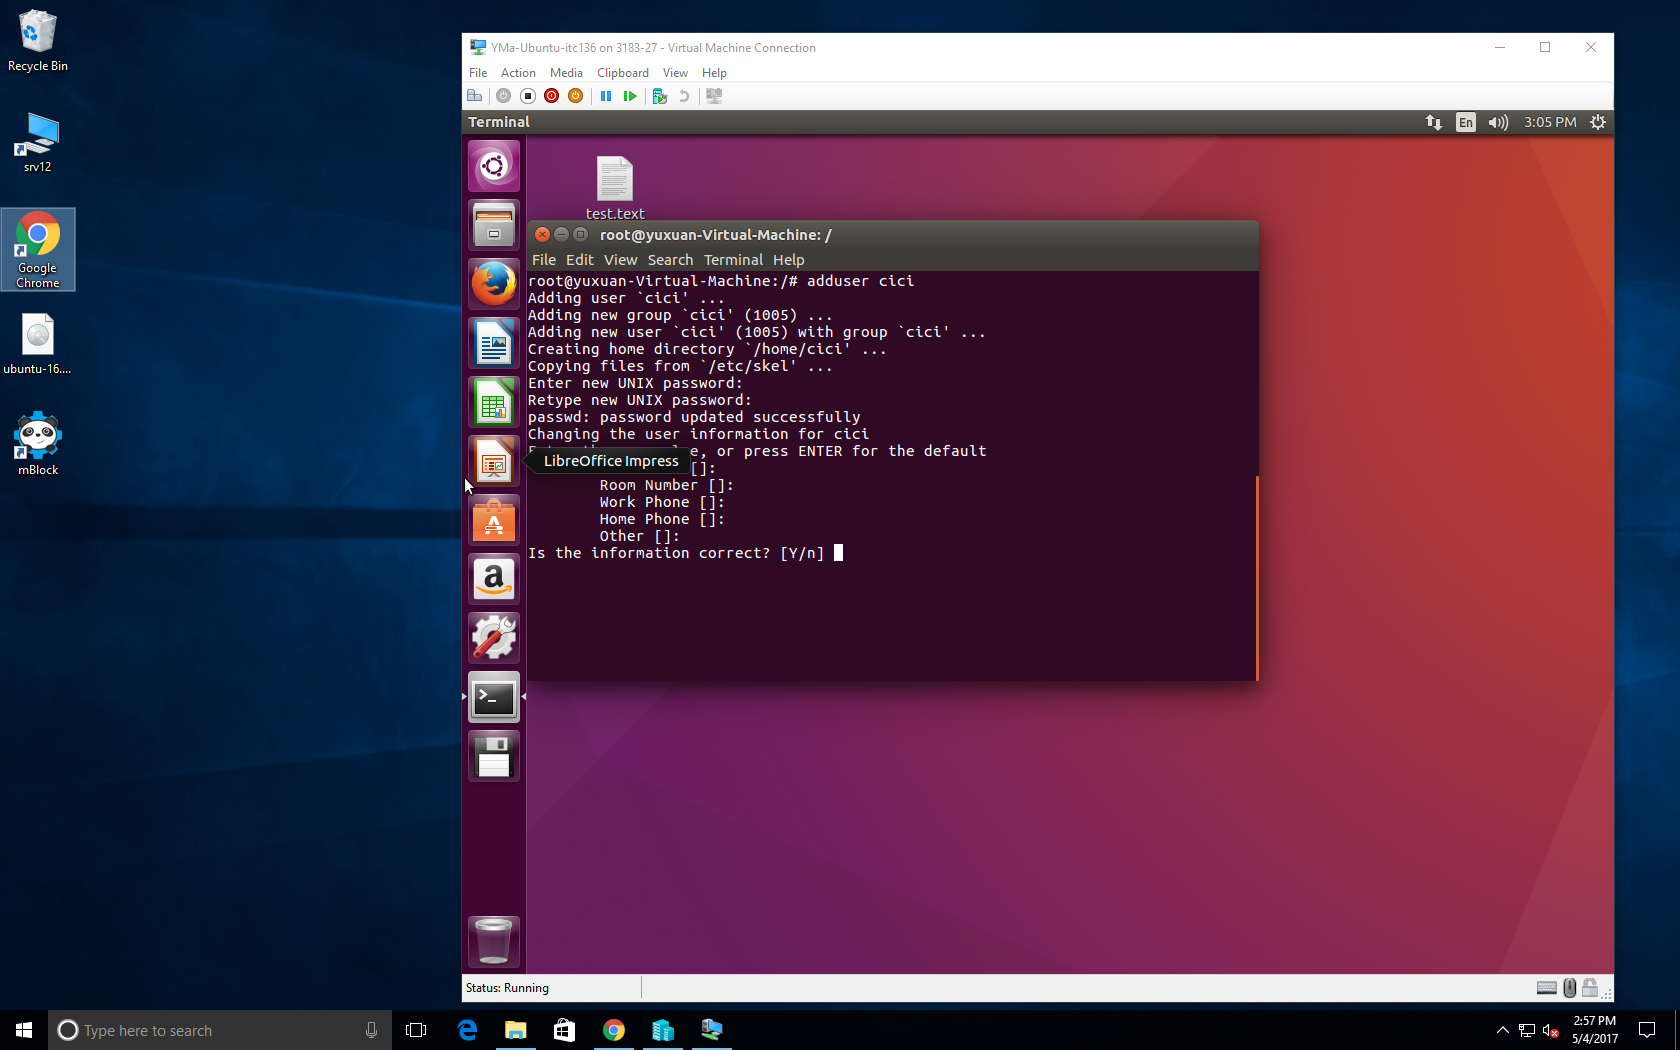 Recycle Bin
srv12
Google
Chrome
ubuntu-16....
mBlock
YMa-Ubuntu-itc136 on 3183-27 - Virtual Machine Connection
File Action Media Clipboard View Help
Terminal
En
3:05 PM
test.text
root@yuxuan-Virtual-Machine: /
File Edit View Search Terminal Help
root@yuxuan-Virtual-Machine:/# adduser cici
Adding user `cici' ...
Adding new group `cici' (1005) ...
Adding new user `cici' (1005) with group `cici' ...
Creating home directory `/home/cici' ...
Copying files from `/etc/skel' ...
Enter new UNIX password:
Retype new UNIX password:
passwd: password updated successfully
Changing the user information for cici
, or press ENTER for the default
LibreOffice Impress
[]:
Room Number []:
Work Phone []:
Home Phone []:
Other []:
Is the information correct? [Y/n]
Status: Running
Type here to search
2:57 PM
5/4/2017